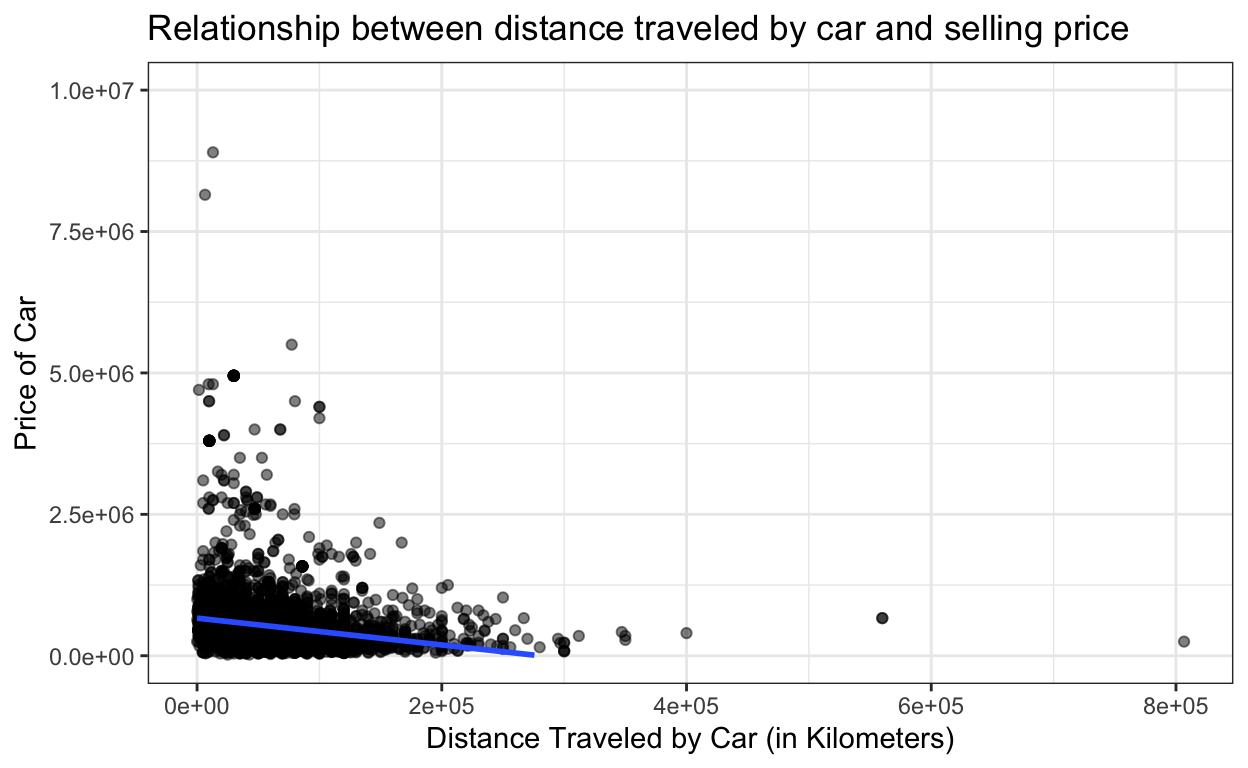 Relationship between distance traveled by car and selling price
1.0e+07
7.5e+06
5.0e+06
2.5e+06
0.0e+00
Price of Car
0e+00
2e+05
4e+05
6e+05
8e+05
Distance Traveled by Car (in Kilometers)